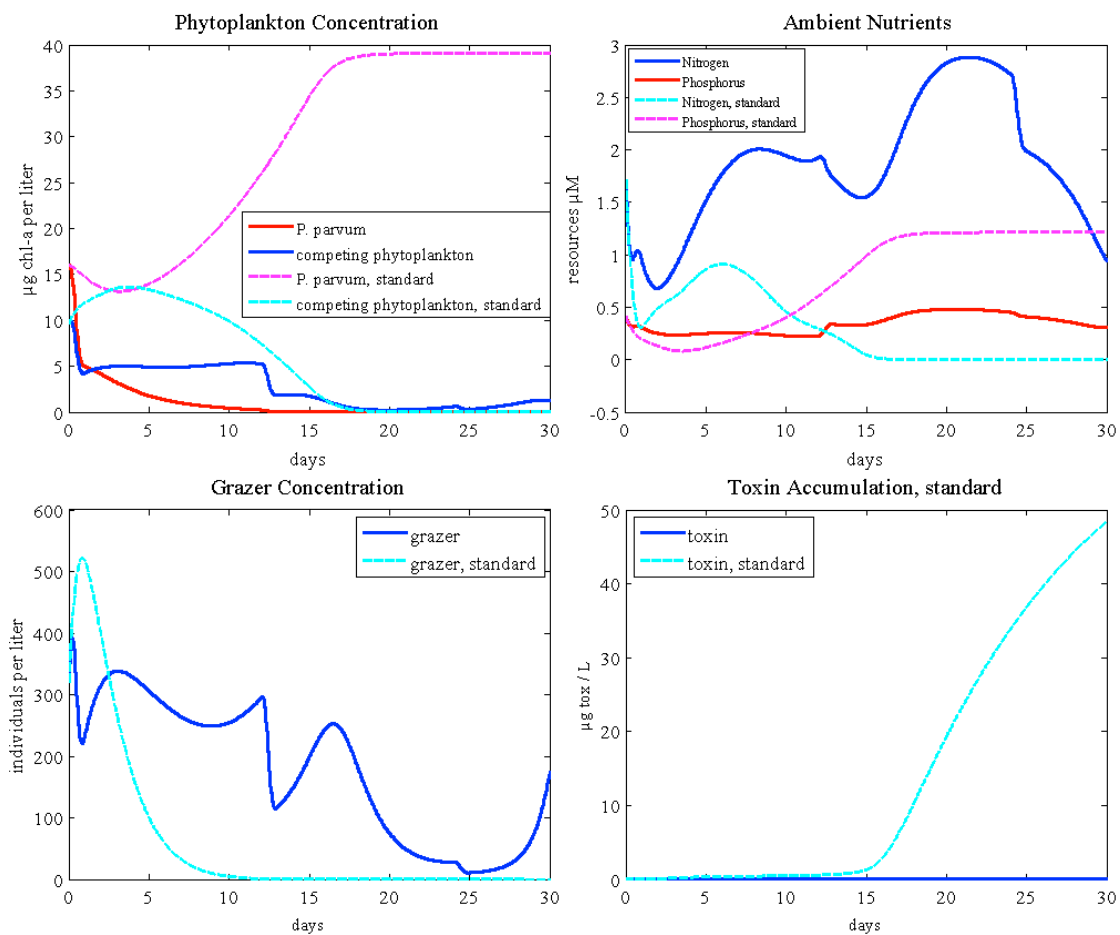 Phytoplankton Concentration
40
35
30
25
20
15
10
5
0
µg chl-a per liter
P. parvum
competing phytoplankton
P. parvum, standard
competing phytoplankton, standard
0 5 10 15 20 25 30
days
Ambient Nutrients
3
2.5
2
1.5
1
0.5
0
-0.5
resources µM
Nitrogen
Phosphorus
Nitrogen, standard
Phosphorus, standard
0 5 10 15 20 25 30
days
Grazer Concentration
600
500
400
300
200
100
0
individuals per liter
grazer
grazer, standard
0 5 10 15 20 25 30
days
Toxin Accumulation, standard
50
40
30
20
10
0
µg tox / L
toxin
toxin, standard
0 5 10 15 20 25 30
days